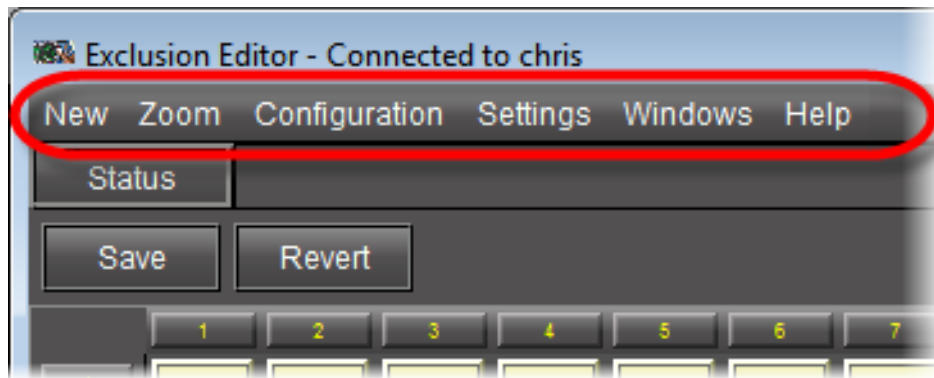 Exclusion Editor - Connected to chris
New Zoom Configuration Settings Windows Help
Status
Save Revert
1 2 3 4 5 6 7